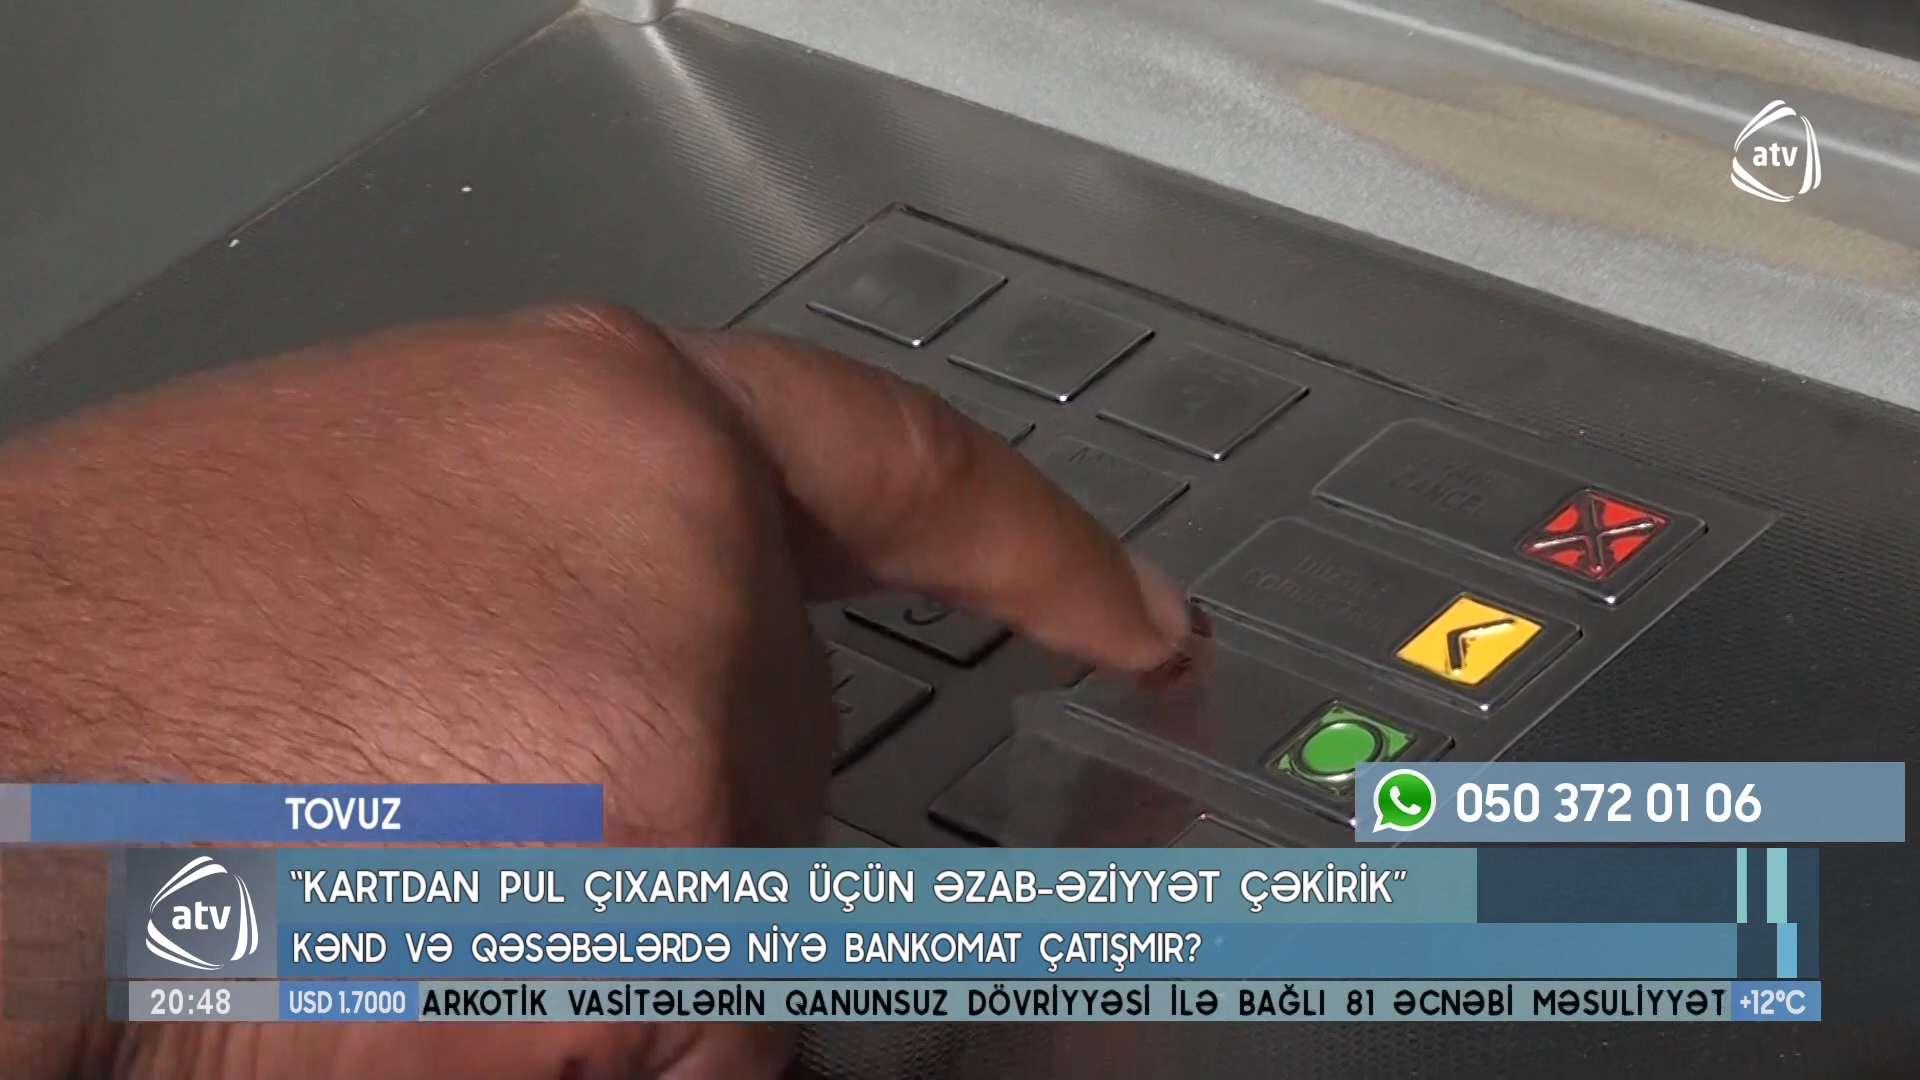 atv
CANCEL
TOVUZ
050 372 01 06
atv
“KARTDAN PUL ÇIXARMAQ ÜÇÜN ƏZAB-ƏZİYYƏT ÇƏKİRİK”
KƏND VƏ QƏSƏBƏLƏRDƏ NİYƏ BANKOMAT ÇATIŞMIR?
20:48
USD 1.7000
ARKOTİK VASİTƏLƏRİN QANUNSUZ DÖVRİYYƏSİ İLƏ BAĞLI 81 ƏCNƏBİ MƏSULİYYƏT
+12°C